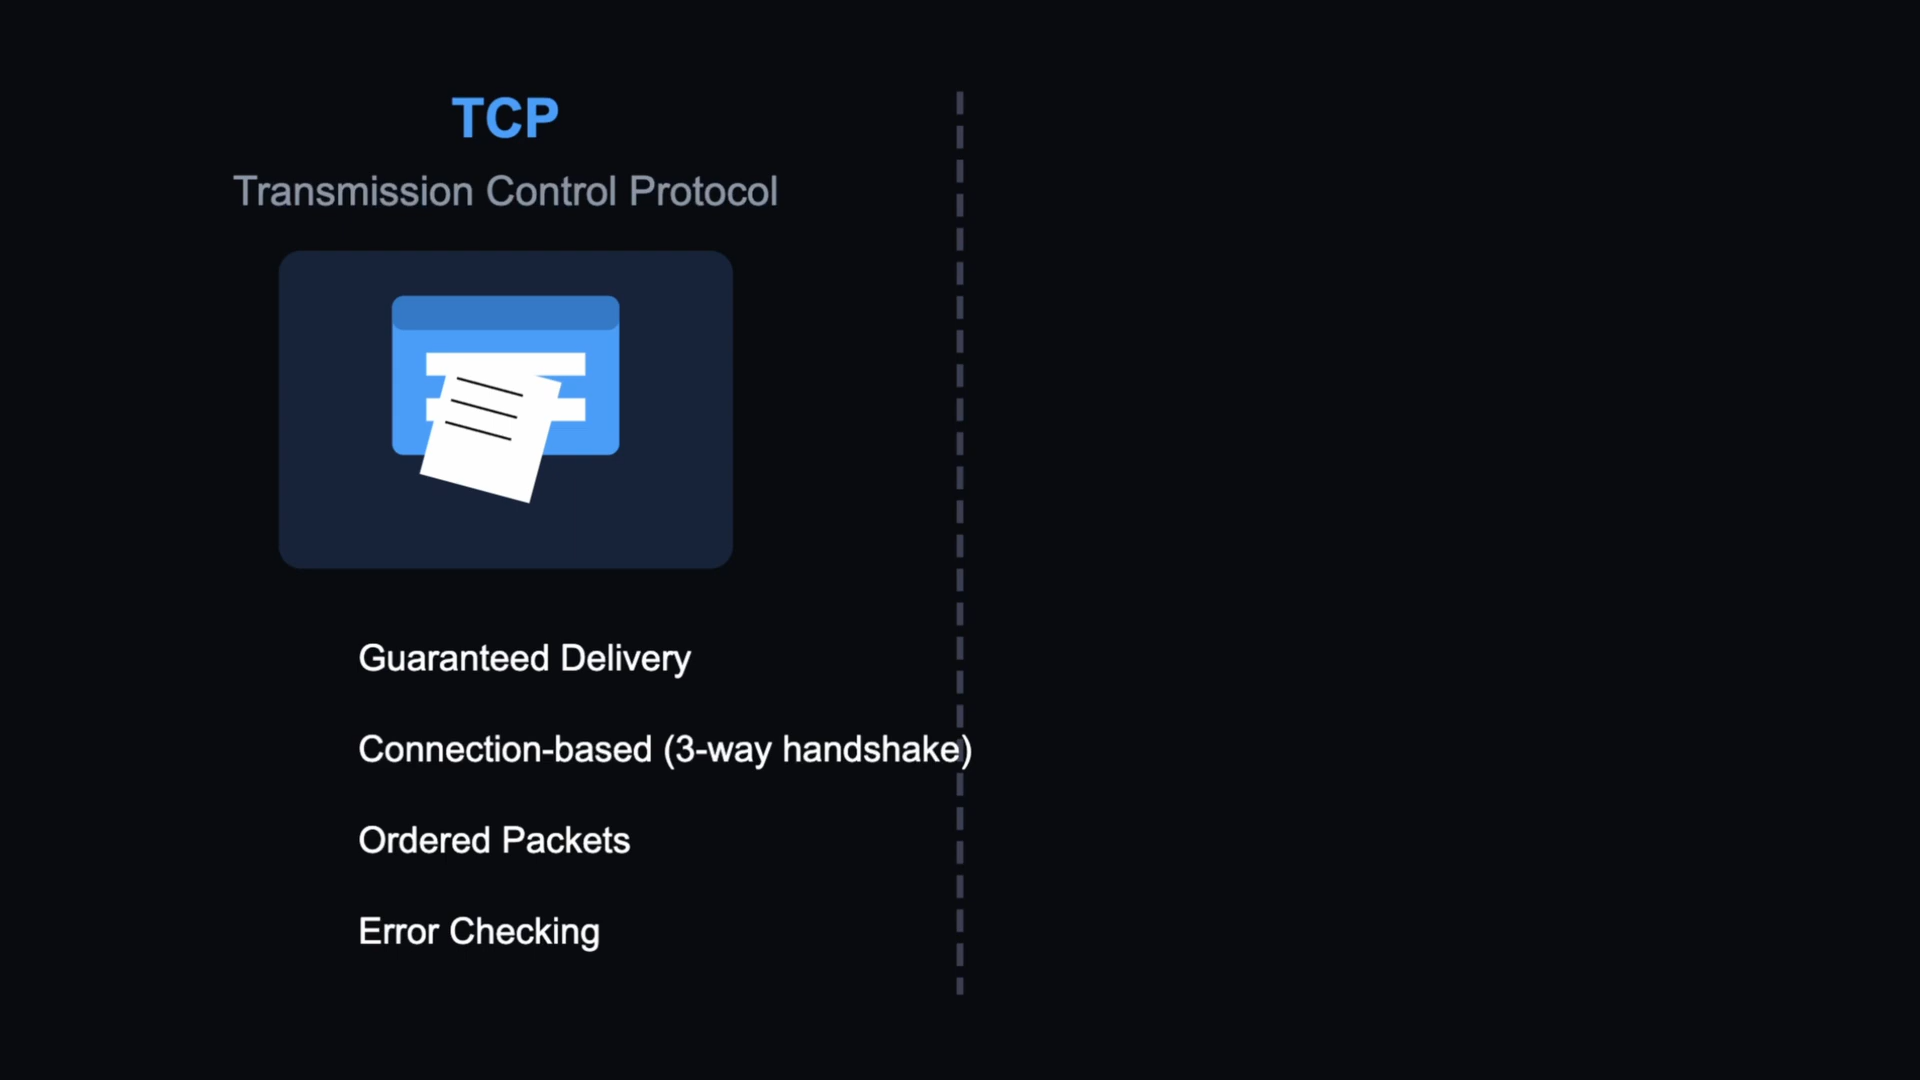 TCP
Transmission Control Protocol
Guaranteed Delivery
Connection-based (3-way handshake)
Ordered Packets
Error Checking